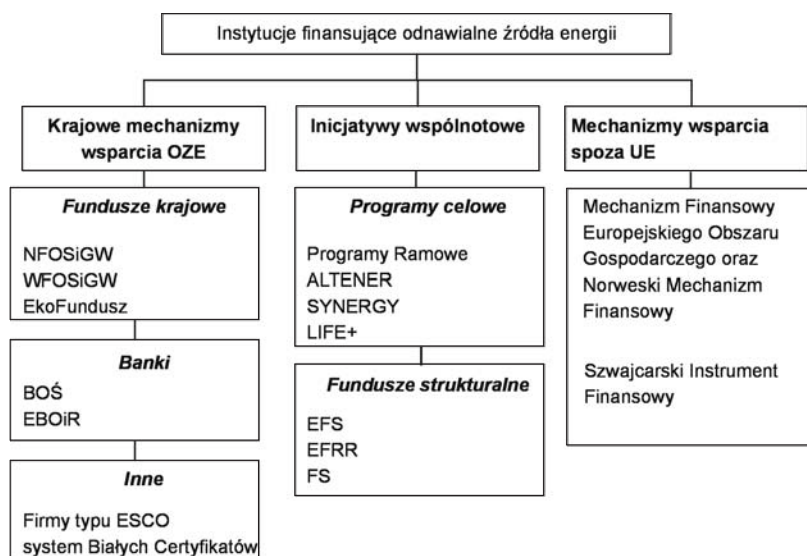 Instytucje finansujące odnawialne źródła energii
Krajowe mechanizmy
wsparcia OZE
Fundusze krajowe
NFOSiGW
WFOSiGW
EkoFundusz
Banki
BOŚ
EBOiR
Inne
Firmy typu ESCO
system Białych Certyfikatów
Inicjatywy wspólnotowe
Programy celowe
Programy Ramowe
ALTENER
SYNERGY
LIFE+
Fundusze strukturalne
EFS
EFRR
FS
Mechanizmy wsparcia
spoza UE
Mechanizm Finansowy
Europejskiego Obszaru
Gospodarczego oraz
Norweski Mechanizm
Finansowy
Szwajcarski Instrument
Finansowy